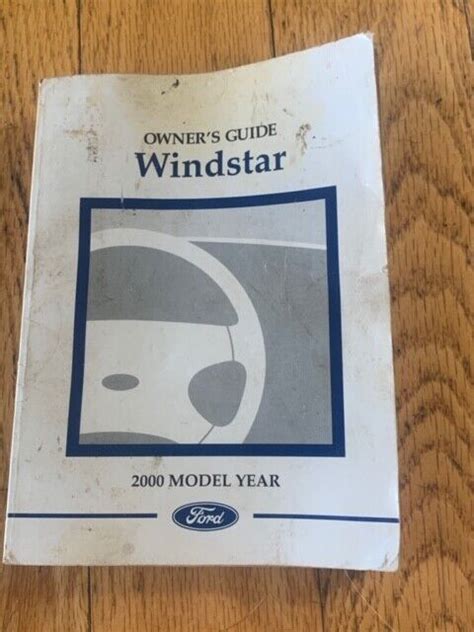 OWNER'S GUIDE
Windstar
2000 MODEL YEAR
Ford